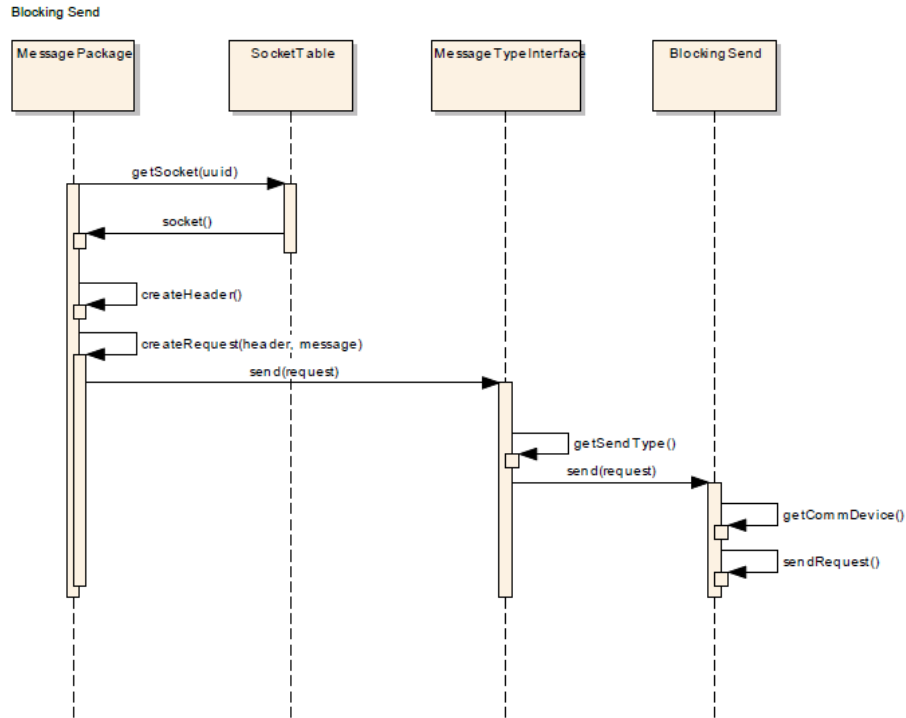 Blocking Send
MessagePackage
SocketTable
MessageTypeInterface
BlockingSend
getSocket(uuid)
socket()
createHeader()
createRequest(header, message)
send(request)
getSendType()
send(request)
getCommDevice()
sendRequest()